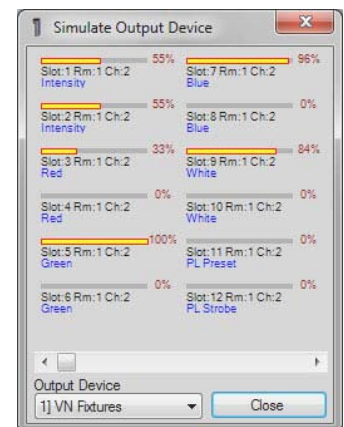 Simulate Output Device
55%
Slot:1 Rm:1 Ch:2
Intensity
55%
Slot:2 Rm:1 Ch:2
Intensity
33%
Slot:3 Rm:1 Ch:2
Red
0%
Slot:4 Rm:1 Ch:2
Red
100%
Slot:5 Rm:1 Ch:2
Green
0%
Slot:6 Rm:1 Ch:2
Green
96%
Slot:7 Rm:1 Ch:2
Blue
0%
Slot:8 Rm:1 Ch:2
Blue
84%
Slot:9 Rm:1 Ch:2
White
0%
Slot:10 Rm:1 Ch:2
White
0%
Slot:11 Rm:1 Ch:2
PL Preset
0%
Slot:12 Rm:1 Ch:2
PL Strobe
Output Device
1] VN Fixtures
Close